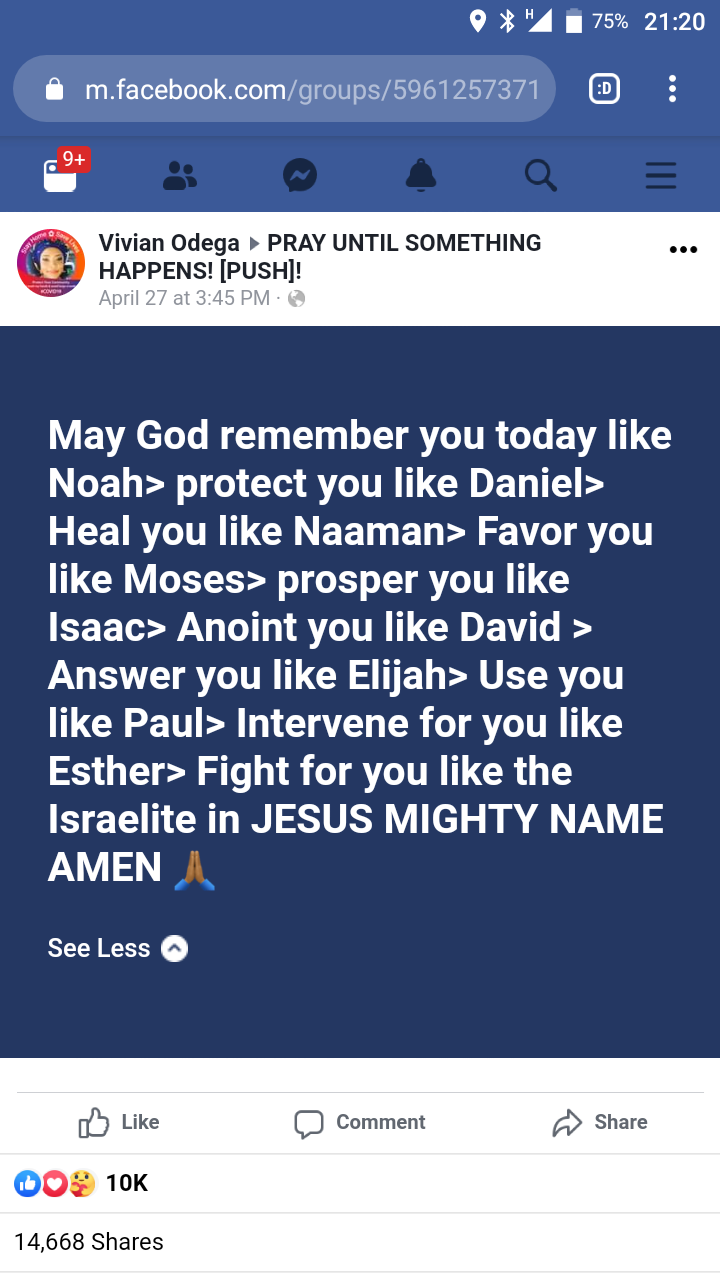 H 75% 21:20
m.facebook.com/groups/5961257371
:D
9+
Vivian Odega ▸ PRAY UNTIL SOMETHING
HAPPENS! [PUSH]!
April 27 at 3:45 PM ·
May God remember you today like
Noah> protect you like Daniel>
Heal you like Naaman> Favor you
like Moses> prosper you like
Isaac> Anoint you like David >
Answer you like Elijah> Use you
like Paul> Intervene for you like
Esther> Fight for you like the
Israelite in JESUS MIGHTY NAME
AMEN 🙏🏾
See Less
Like Comment Share
10K
14,668 Shares